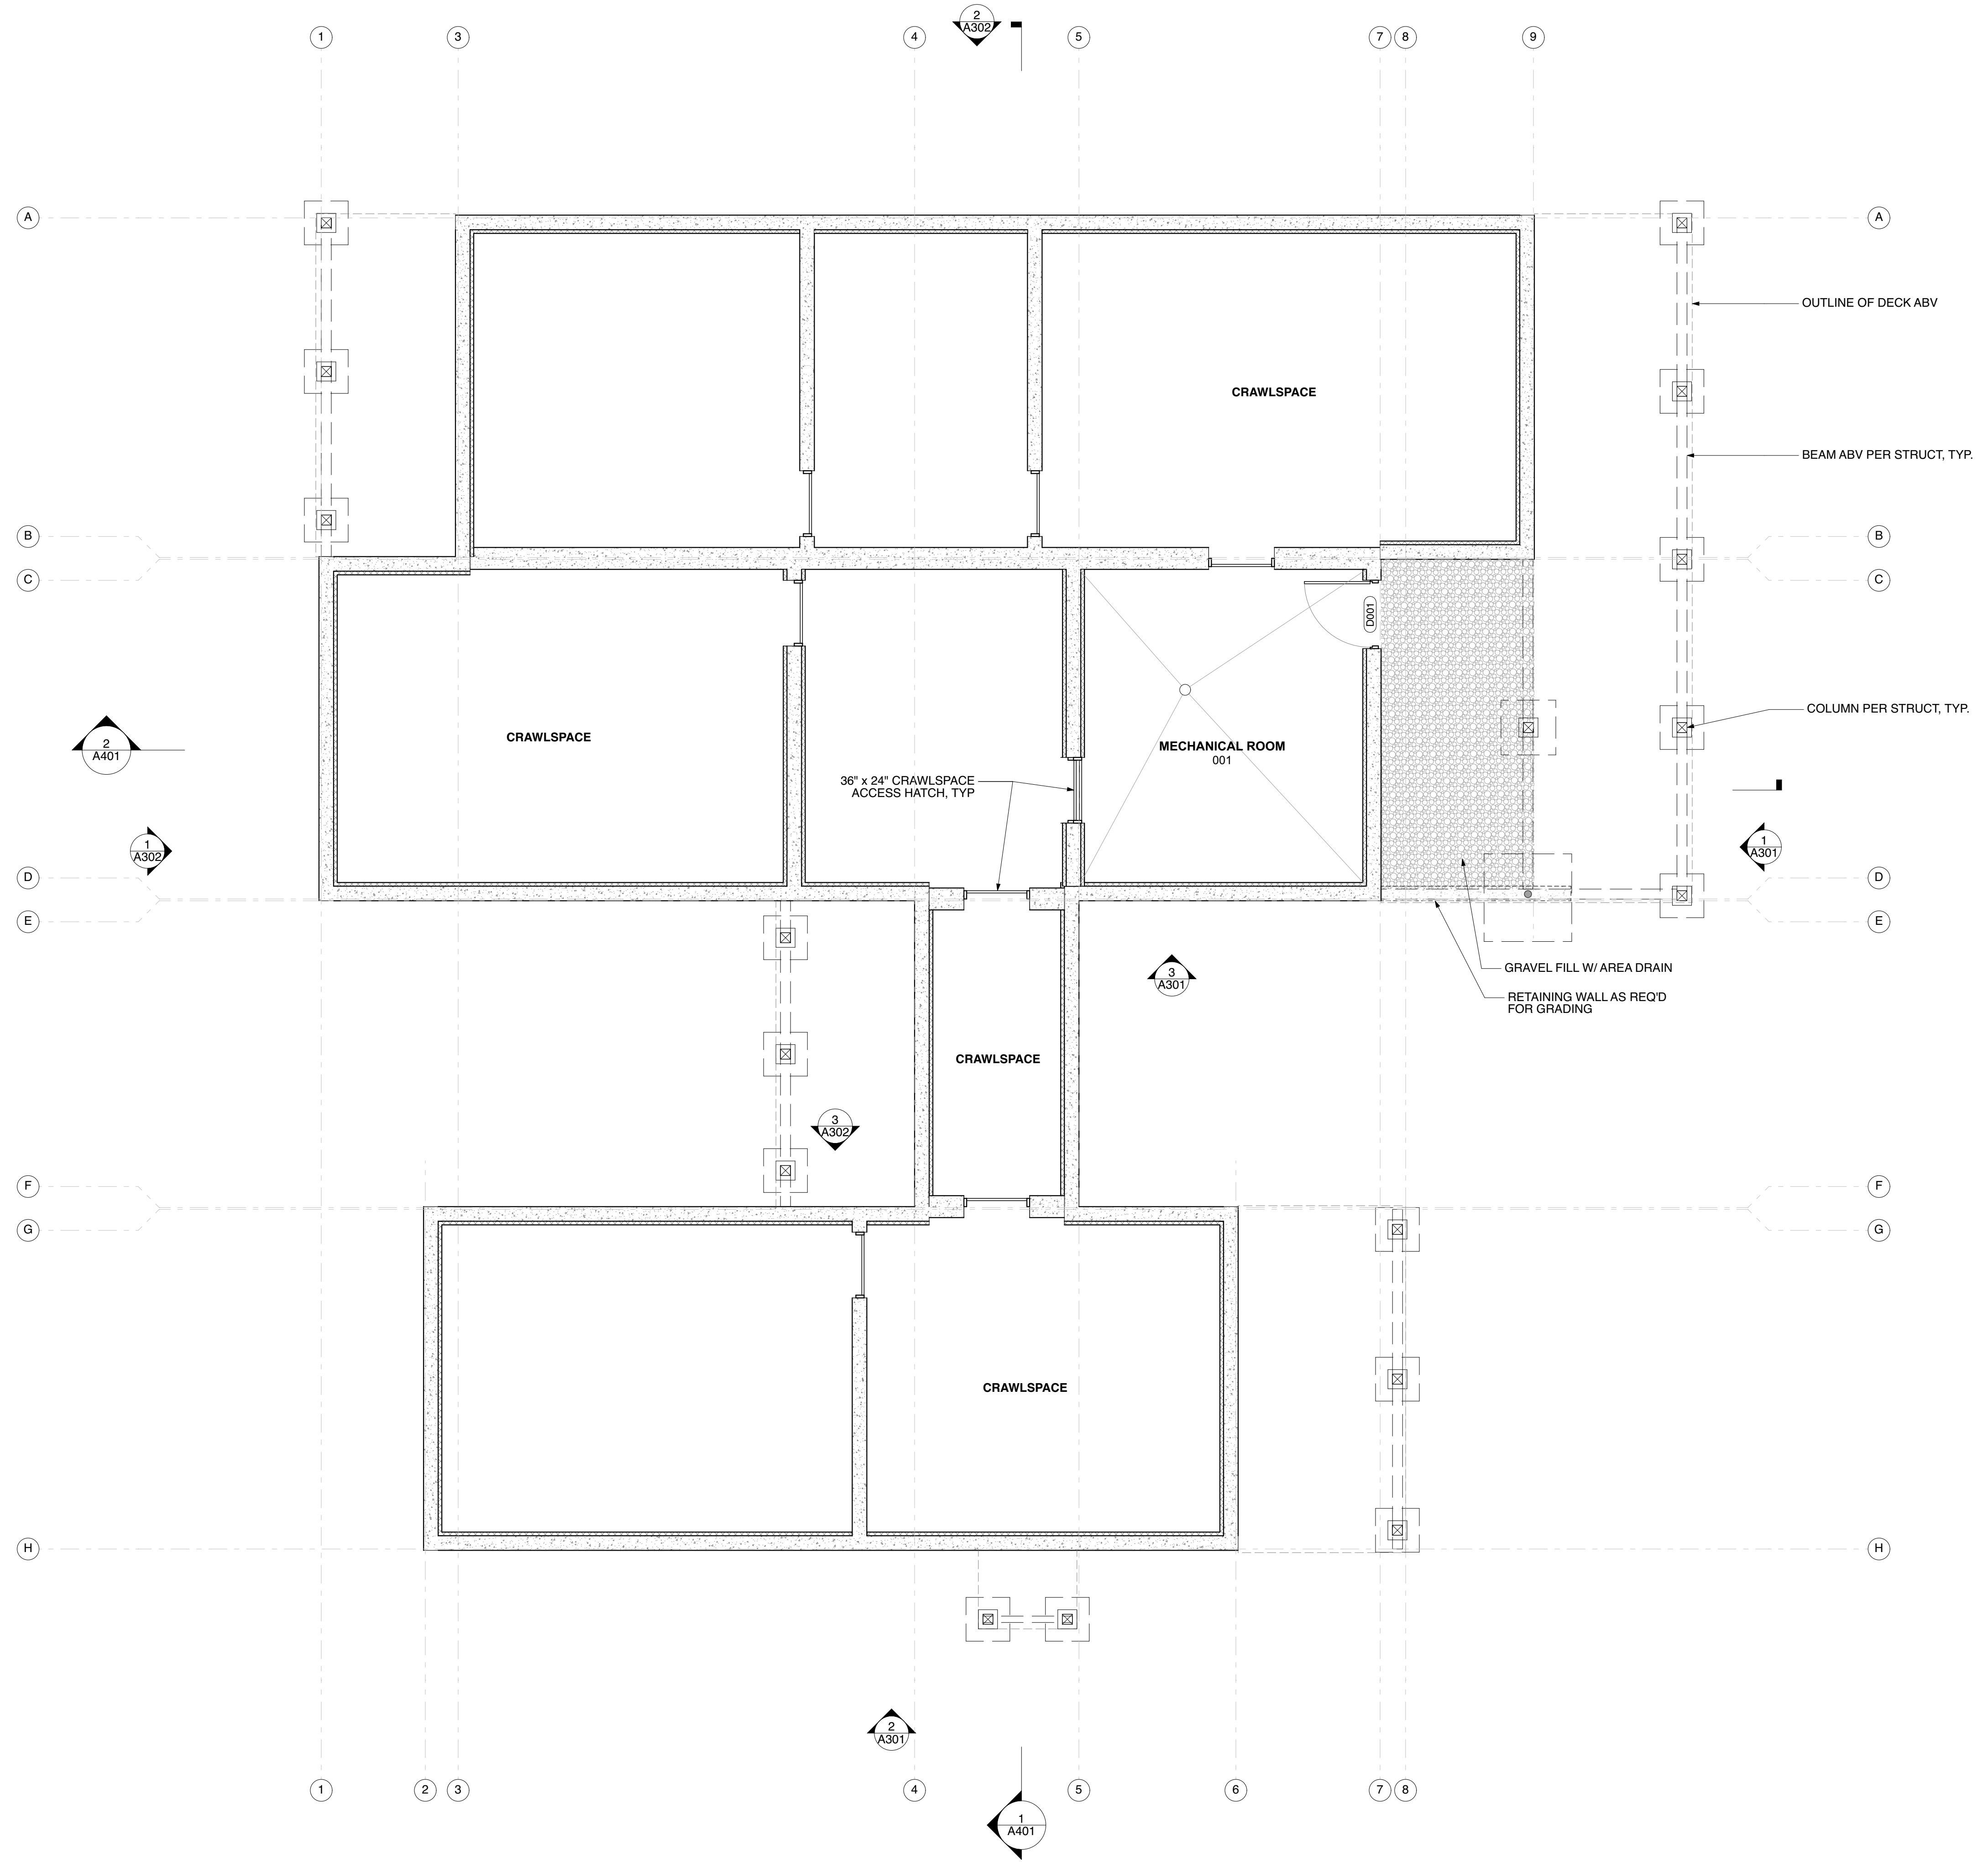 2
A302
1
3
4
5
7
8
9
A
A
OUTLINE OF DECK ABV
CRAWLSPACE
BEAM ABV PER STRUCT, TYP.
B
B
C
C
D001
COLUMN PER STRUCT, TYP.
CRAWLSPACE
2
A401
MECHANICAL ROOM
001
36" x 24" CRAWLSPACE
ACCESS HATCH, TYP
1
A302
1
A301
D
D
E
E
3
A301
GRAVEL FILL W/ AREA DRAIN
RETAINING WALL AS REQ'D
FOR GRADING
CRAWLSPACE
3
A302
F
F
G
G
CRAWLSPACE
H
H
2
A301
1
2
3
4
5
6
7
8
1
A401